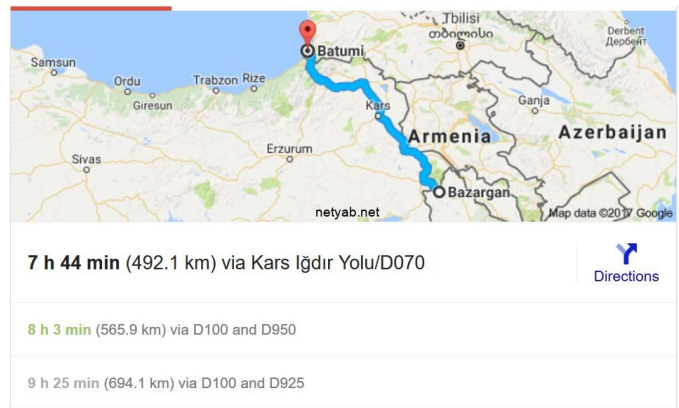 Tbilisi
თბილისი
Derbent
Дербент
Batumi
Samsun
Ordu
Trabzon
Rize
Giresun
Kars
Ganja
Armenia
Azerbaijan
Sivas
Erzurum
Bazargan
netyab.net
Map data ©2017 Google
7 h 44 min (492.1 km) via Kars Iğdır Yolu/D070
Directions
8 h 3 min (565.9 km) via D100 and D950
9 h 25 min (694.1 km) via D100 and D925